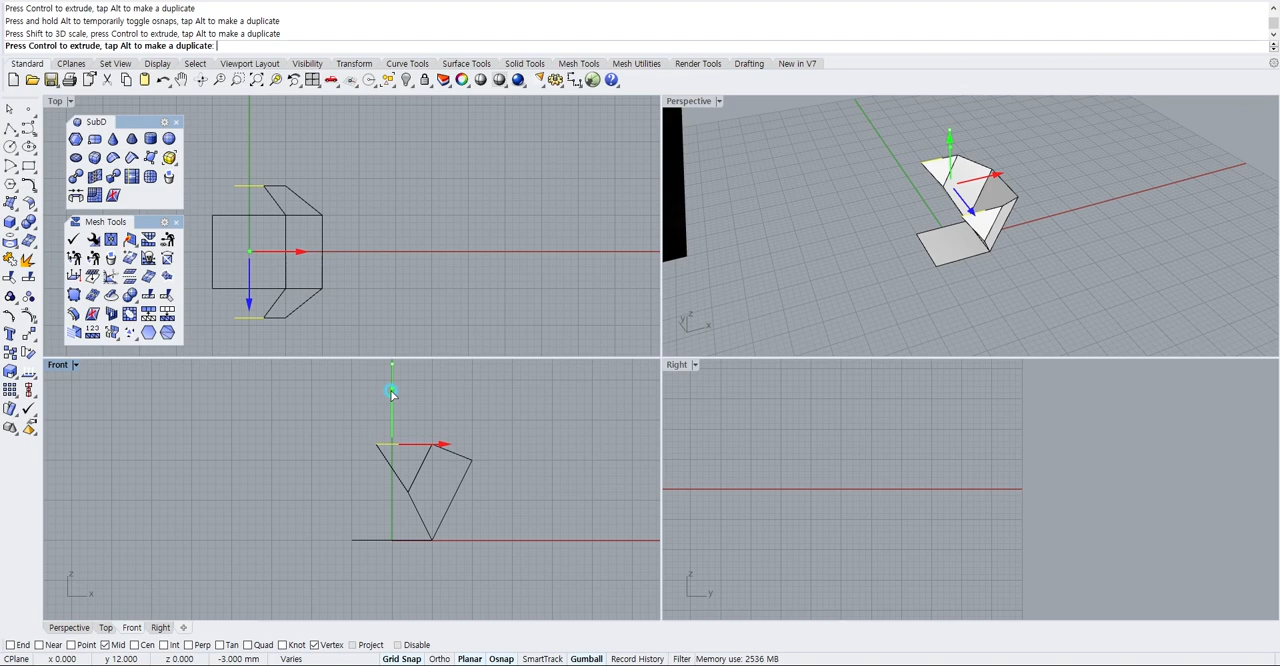 Press Control to extrude, tap Alt to make a duplicate
Press and hold Alt to temporarily toggle osnaps, tap Alt to make a duplicate
Press Shift to 3D scale, press Control to extrude, tap Alt to make a duplicate
Press Control to extrude, tap Alt to make a duplicate:
Standard CPlanes Set View Display Select Viewport Layout Visibility Transform Curve Tools Surface Tools Solid Tools Mesh Tools Mesh Utilities Render Tools Drafting New in V7
Top
Perspective
SubD
Mesh Tools
123
z
y
x
Front
Right
z
x
z
y
Perspective Top Front Right
End Near Point Mid Cen Int Perp Tan Quad Knot Vertex Project Disable
CPlane x 0.000 y 12.000 z 0.000 -3.000 mm Varies Grid Snap Ortho Planar Osnap SmartTrack Gumball Record History Filter Memory use: 2536 MB